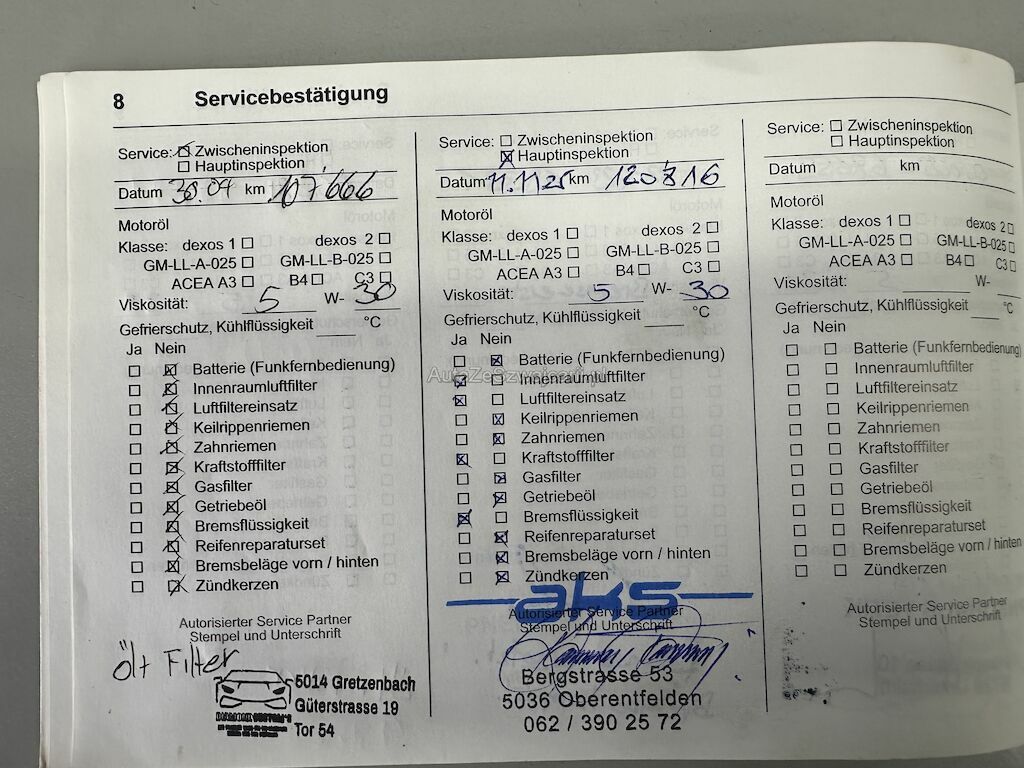 8 Servicebestätigung
Service: Zwischeninspektion
Hauptinspektion
Datum 30.04 km 107'666
Motoröl
Klasse: dexos 1 dexos 2
GM-LL-A-025 GM-LL-B-025
ACEA A3 B4 C3
Viskosität: 5 W- 30
Gefrierschutz, Kühlflüssigkeit °C
Ja Nein
Batterie (Funkfernbedienung)
Innenraumluftfilter
Luftfiltereinsatz
Keilrippenriemen
Zahnriemen
Kraftstofffilter
Gasfilter
Getriebeöl
Bremsflüssigkeit
Reifenreparaturset
Bremsbeläge vorn / hinten
Zündkerzen
Autorisierter Service Partner
Stempel und Unterschrift
Öl+ Filter
5014 Gretzenbach
Güterstrasse 19
Tor 54
Service: Zwischeninspektion
Hauptinspektion
Datum 11.11 25 km 120'816
Motoröl
Klasse: dexos 1 dexos 2
GM-LL-A-025 GM-LL-B-025
ACEA A3 B4 C3
Viskosität: 5 W- 30
Gefrierschutz, Kühlflüssigkeit °C
Ja Nein
Batterie (Funkfernbedienung)
Innenraumluftfilter
Luftfiltereinsatz
Keilrippenriemen
Zahnriemen
Kraftstofffilter
Gasfilter
Getriebeöl
Bremsflüssigkeit
Reifenreparaturset
Bremsbeläge vorn / hinten
Zündkerzen
aks
Autorisierter Service Partner
Stempel und Unterschrift
Bergstrasse 53
5036 Oberentfelden
062 / 390 25 72
Service: Zwischeninspektion
Hauptinspektion
Datum km
Motoröl
Klasse: dexos 1 dexos 2
GM-LL-A-025 GM-LL-B-025
ACEA A3 B4 C3
Viskosität: W-
Gefrierschutz, Kühlflüssigkeit °C
Ja Nein
Batterie (Funkfernbedienung)
Innenraumluftfilter
Luftfiltereinsatz
Keilrippenriemen
Zahnriemen
Kraftstofffilter
Gasfilter
Getriebeöl
Bremsflüssigkeit
Reifenreparaturset
Bremsbeläge vorn / hinten
Zündkerzen
Autorisierter Service Partner
Stempel und Unterschrift